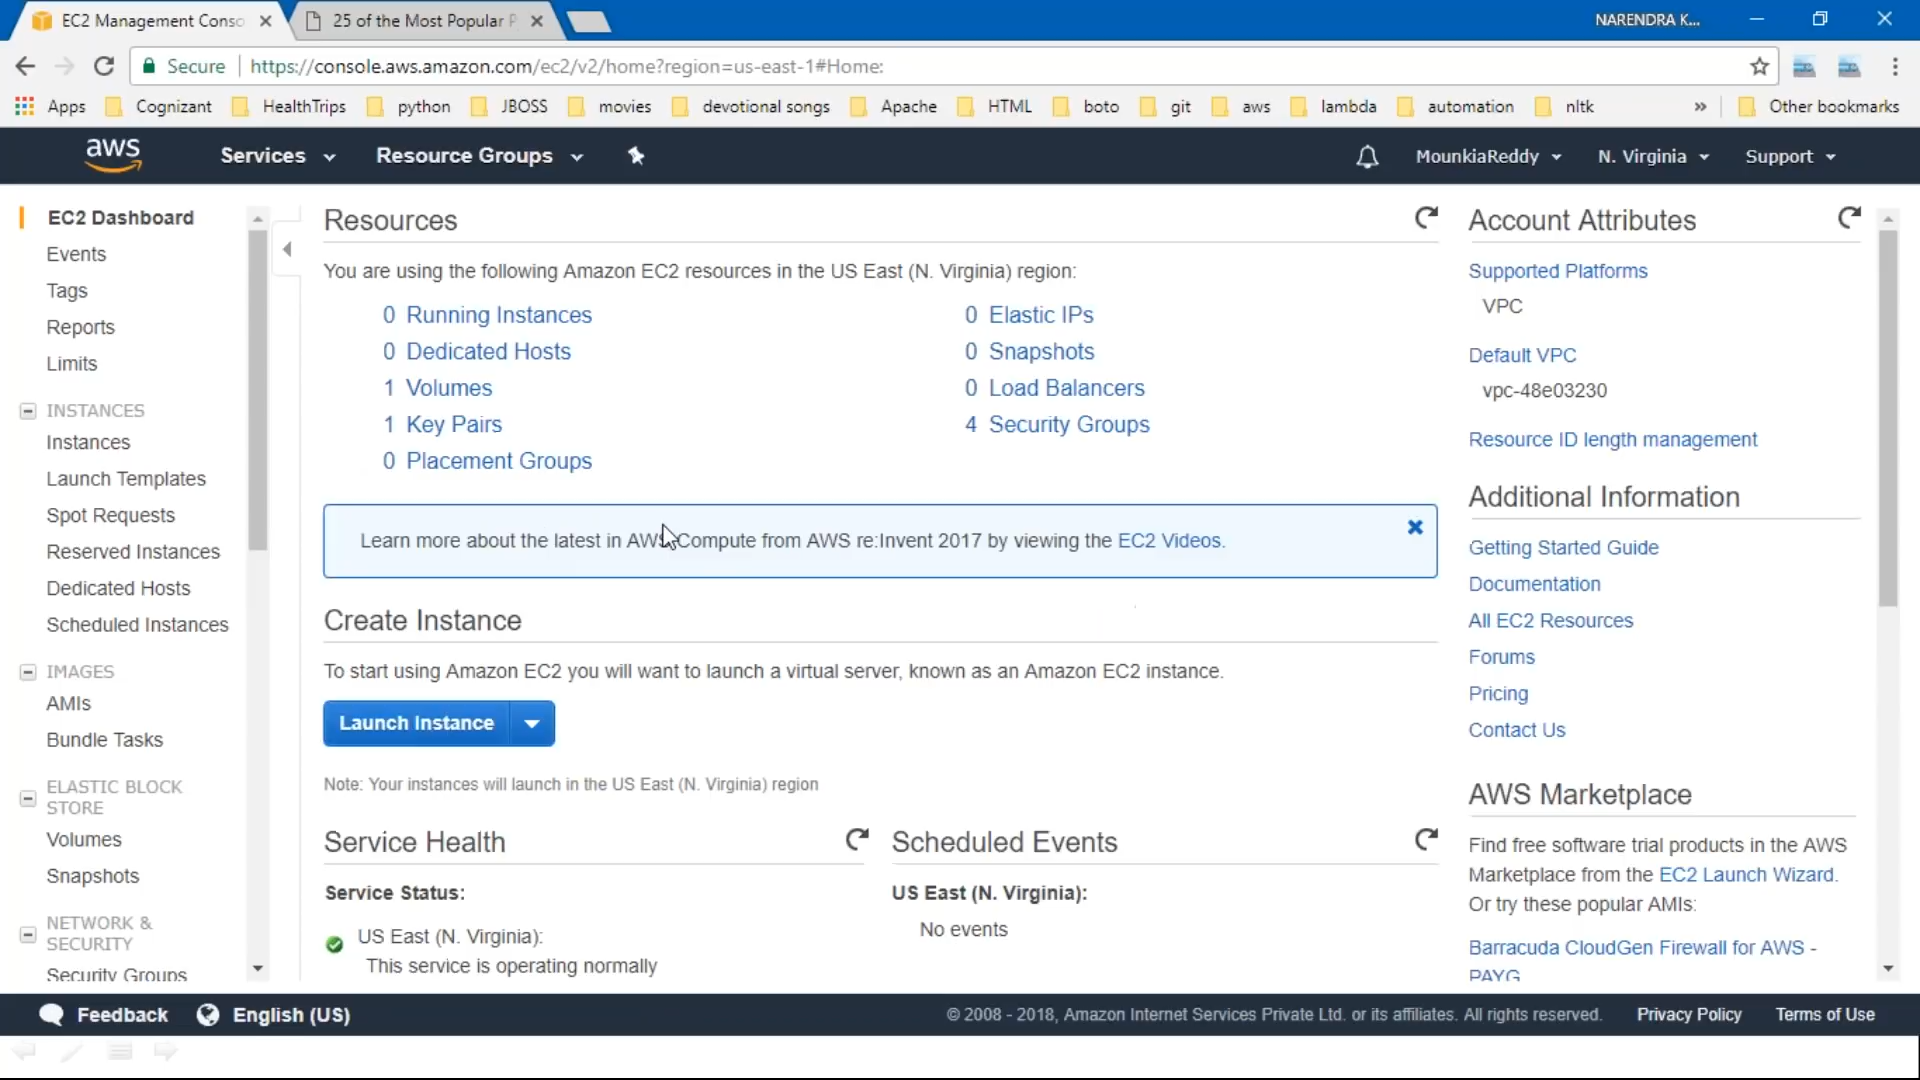 EC2 Management Conso
25 of the Most Popular P
NARENDRA K...
Secure
https://console.aws.amazon.com/ec2/v2/home?region=us-east-1#Home:
Apps Cognizant HealthTrips python JBOSS movies devotional songs Apache HTML boto git aws lambda automation nltk » Other bookmarks
aws Services Resource Groups MounkiaReddy N. Virginia Support
EC2 Dashboard
Events
Tags
Reports
Limits
INSTANCES
Instances
Launch Templates
Spot Requests
Reserved Instances
Dedicated Hosts
Scheduled Instances
IMAGES
AMIs
Bundle Tasks
ELASTIC BLOCK
STORE
Volumes
Snapshots
NETWORK &
SECURITY
Security Groups
Resources
You are using the following Amazon EC2 resources in the US East (N. Virginia) region:
0 Running Instances
0 Elastic IPs
0 Dedicated Hosts
0 Snapshots
1 Volumes
0 Load Balancers
1 Key Pairs
4 Security Groups
0 Placement Groups
Learn more about the latest in AWS Compute from AWS re:Invent 2017 by viewing the EC2 Videos.
Create Instance
To start using Amazon EC2 you will want to launch a virtual server, known as an Amazon EC2 instance.
Launch Instance
Note: Your instances will launch in the US East (N. Virginia) region
Service Health
Service Status:
US East (N. Virginia):
This service is operating normally
Scheduled Events
US East (N. Virginia):
No events
Account Attributes
Supported Platforms
VPC
Default VPC
vpc-48e03230
Resource ID length management
Additional Information
Getting Started Guide
Documentation
All EC2 Resources
Forums
Pricing
Contact Us
AWS Marketplace
Find free software trial products in the AWS
Marketplace from the EC2 Launch Wizard.
Or try these popular AMIs:
Barracuda CloudGen Firewall for AWS -
PAYG
Feedback English (US)
© 2008 - 2018, Amazon Internet Services Private Ltd. or its affiliates. All rights reserved. Privacy Policy Terms of Use